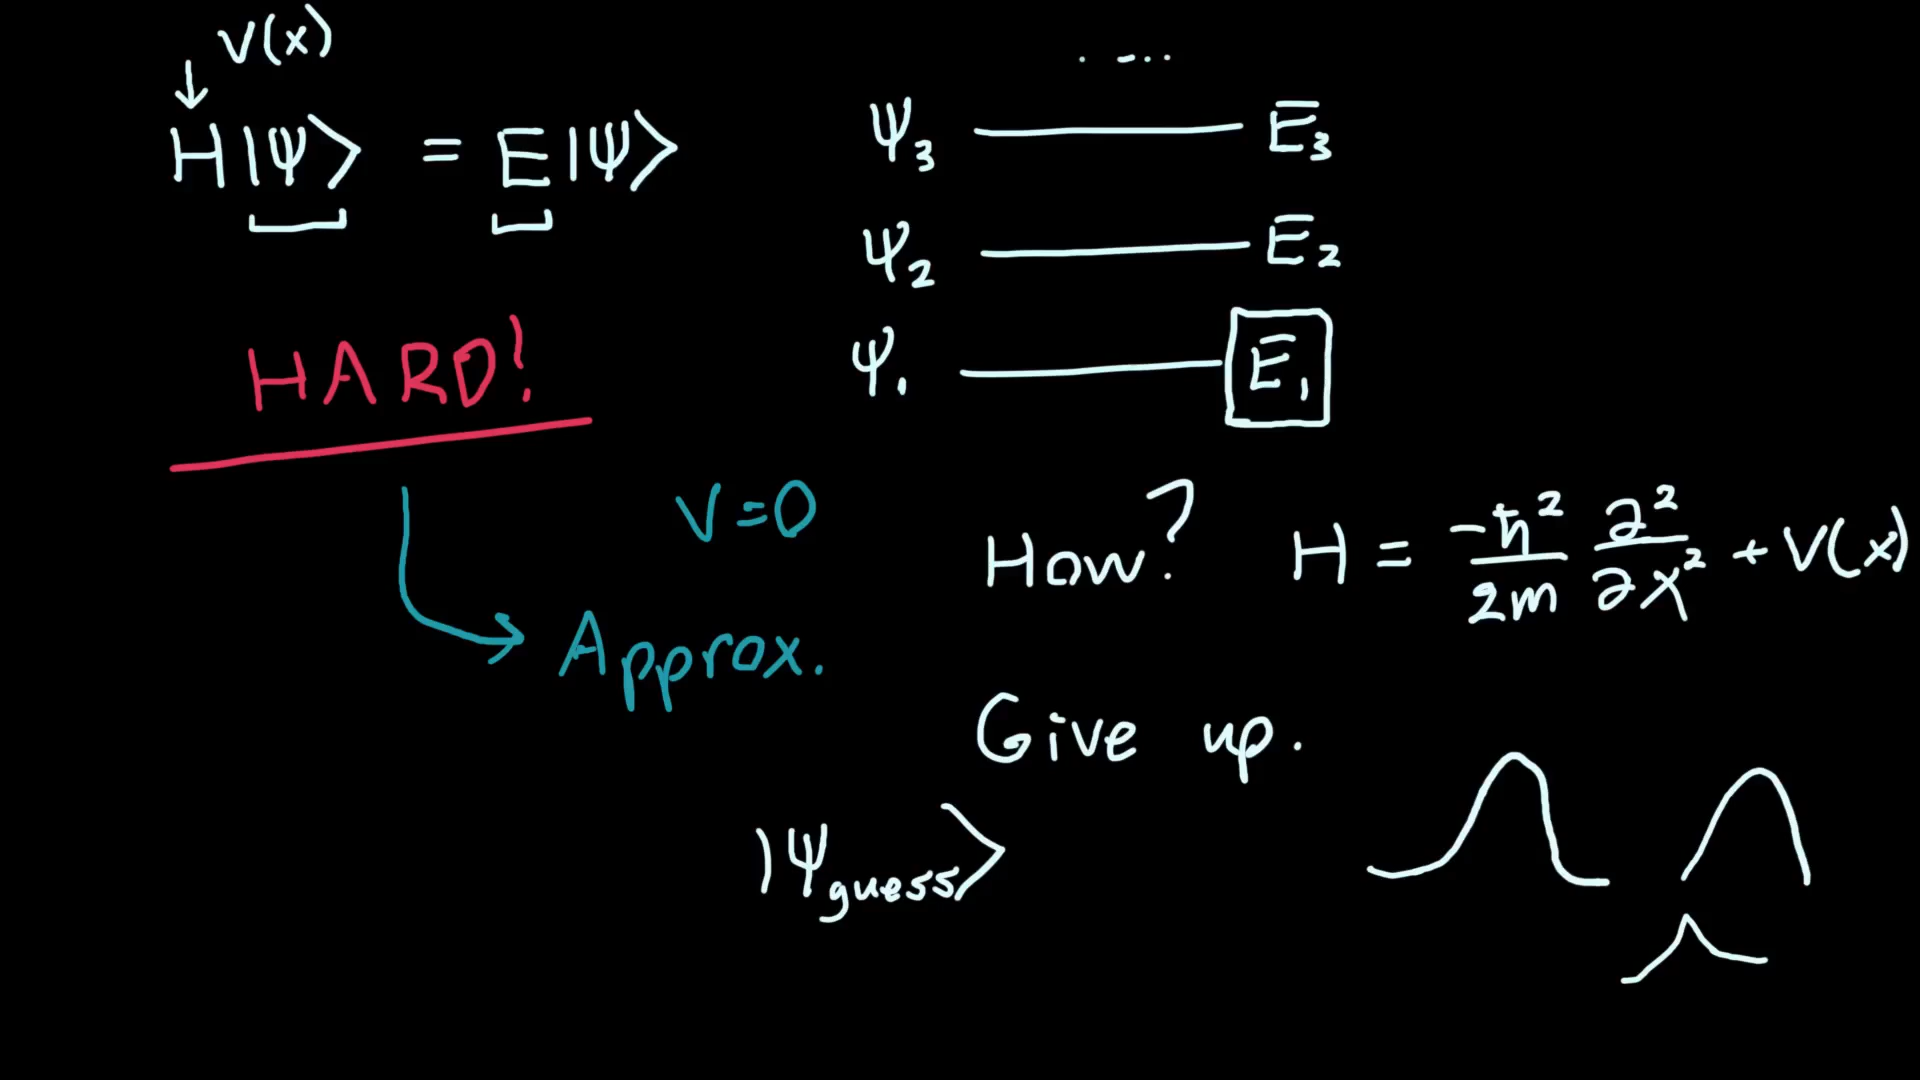 V(x)
H|ψ⟩ = E|ψ⟩
HARD!
V=0
Approx.
. -..
ψ₃ E₃
ψ₂ E₂
ψ₁ E₁
How? H = -ħ²/2m ∂²/∂x² + V(x)
Give up.
|ψguess⟩